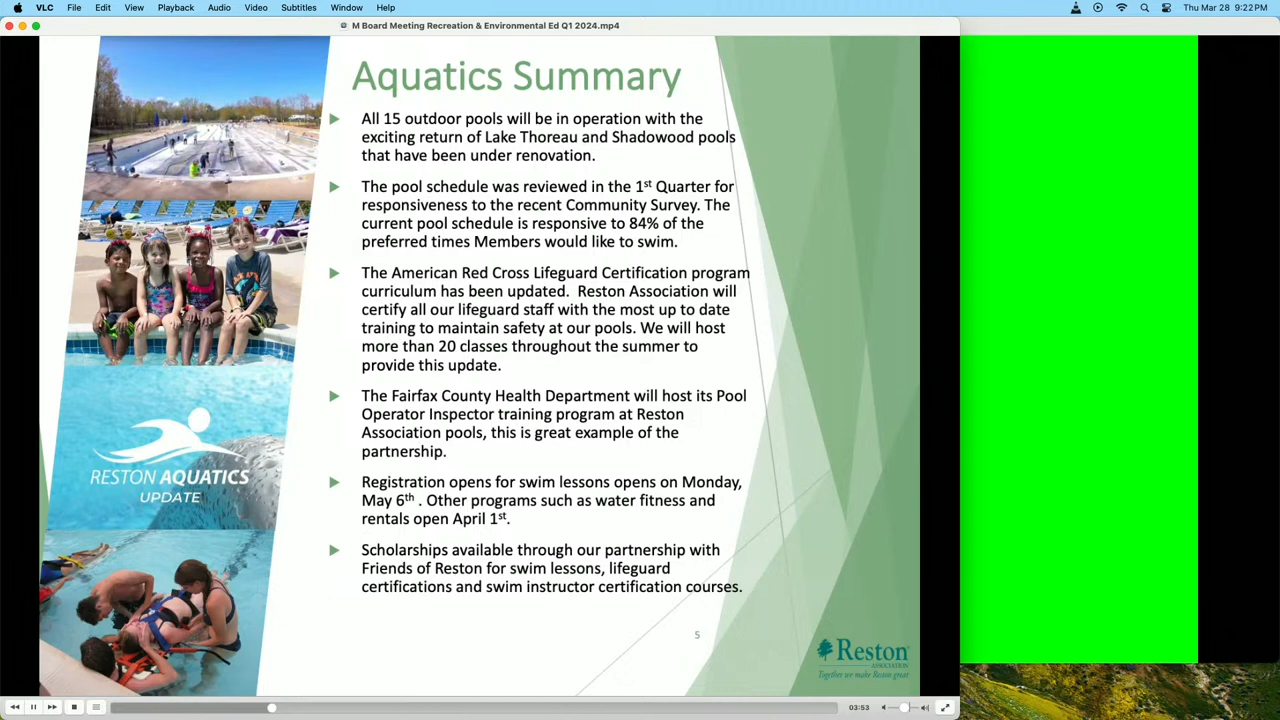 VLC File Edit View Playback Audio Video Subtitles Window Help Thu Mar 28 9:22PM
M Board Meeting Recreation & Environmental Ed Q1 2024.mp4
Aquatics Summary
All 15 outdoor pools will be in operation with the
exciting return of Lake Thoreau and Shadowood pools
that have been under renovation.
The pool schedule was reviewed in the 1st Quarter for
responsiveness to the recent Community Survey. The
current pool schedule is responsive to 84% of the
preferred times Members would like to swim.
The American Red Cross Lifeguard Certification program
curriculum has been updated.  Reston Association will
certify all our lifeguard staff with the most up to date
training to maintain safety at our pools. We will host
more than 20 classes throughout the summer to
provide this update.
The Fairfax County Health Department will host its Pool
Operator Inspector training program at Reston
Association pools, this is great example of the
partnership.
Registration opens for swim lessons opens on Monday,
May 6th . Other programs such as water fitness and
rentals open April 1st.
Scholarships available through our partnership with
Friends of Reston for swim lessons, lifeguard
certifications and swim instructor certification courses.
RESTON AQUATICS
UPDATE
5
Reston
ASSOCIATION
Together we make Reston great
03:53